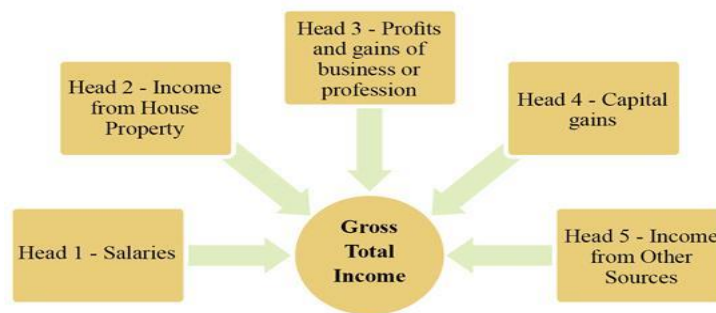 Head 3 - Profits
and gains of
business or
profession
Head 2 - Income
from House
Property
Head 4 - Capital
gains
Head 1 - Salaries
Gross
Total
Income
Head 5 - Income
from Other
Sources